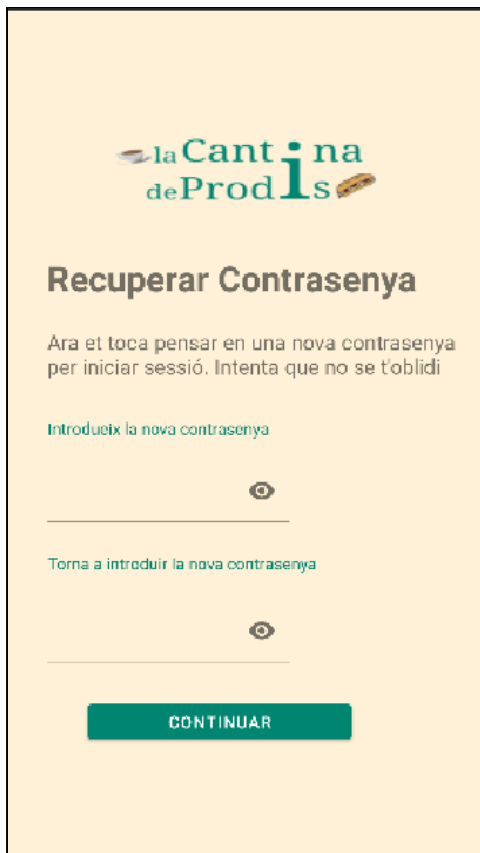 la Cantina
de Prodis
Recuperar Contrasenya
Ara et toca pensar en una nova contrasenya
per iniciar sessió. Intenta que no se t'oblidi
Introdueix la nova contrasenya
Torna a introduir la nova contrasenya
CONTINUAR